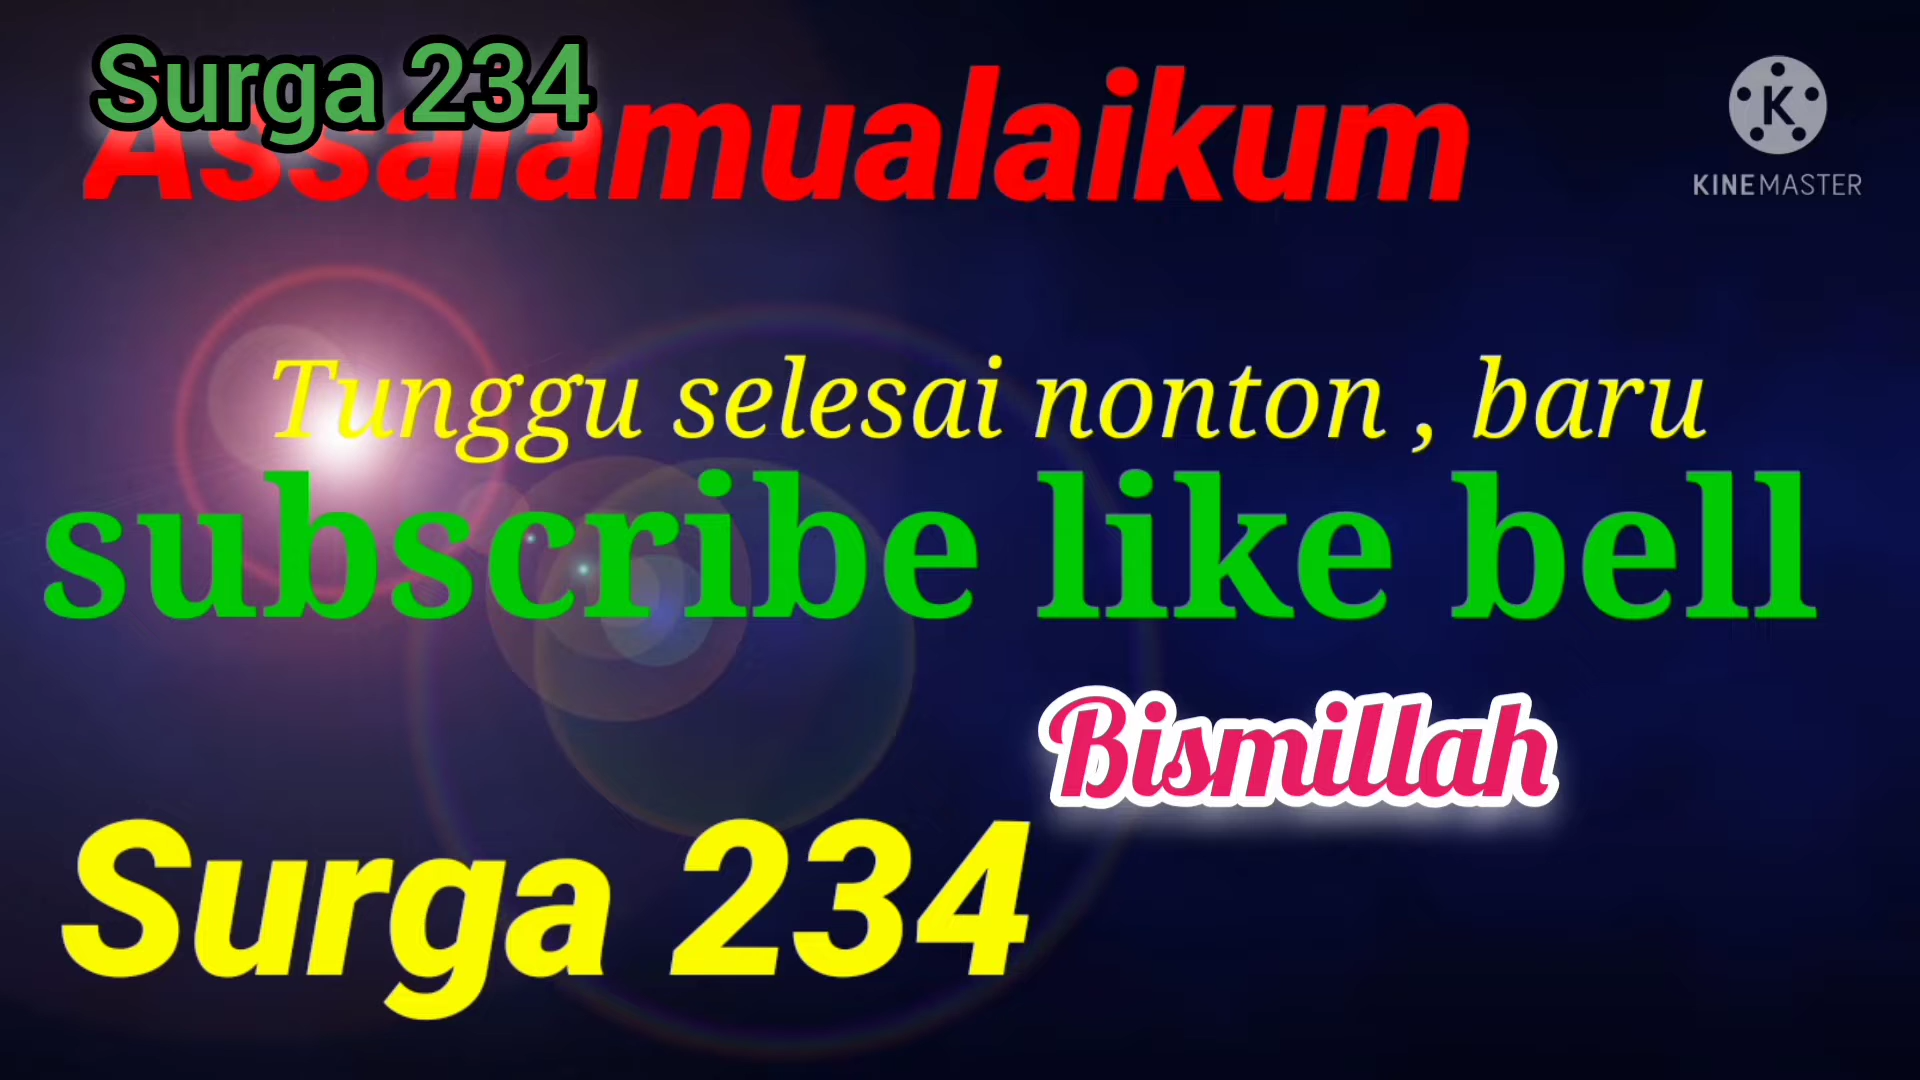 Surga 234
Assalamualaikum
K
KINEMASTER
Tunggu selesai nonton , baru
subscribe like bell
Bismillah
Surga 234